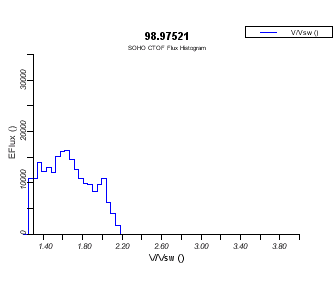 98.97521
SOHO CTOF Flux Histogram
V/Vsw ()
EFlux ()
30000
20000
10000
0
1.40 1.80 2.20 2.60 3.00 3.40 3.80
V/Vsw ()